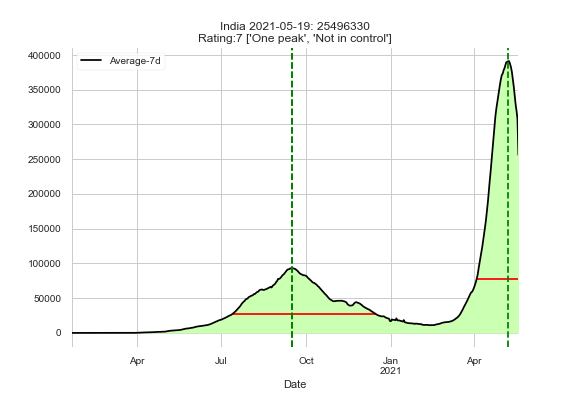 India 2021-05-19: 25496330
Rating:7 ['One peak', 'Not in control']
Average-7d
400000
350000
300000
250000
200000
150000
100000
50000
0
Apr
Jul
Oct
Jan
2021
Apr
Date